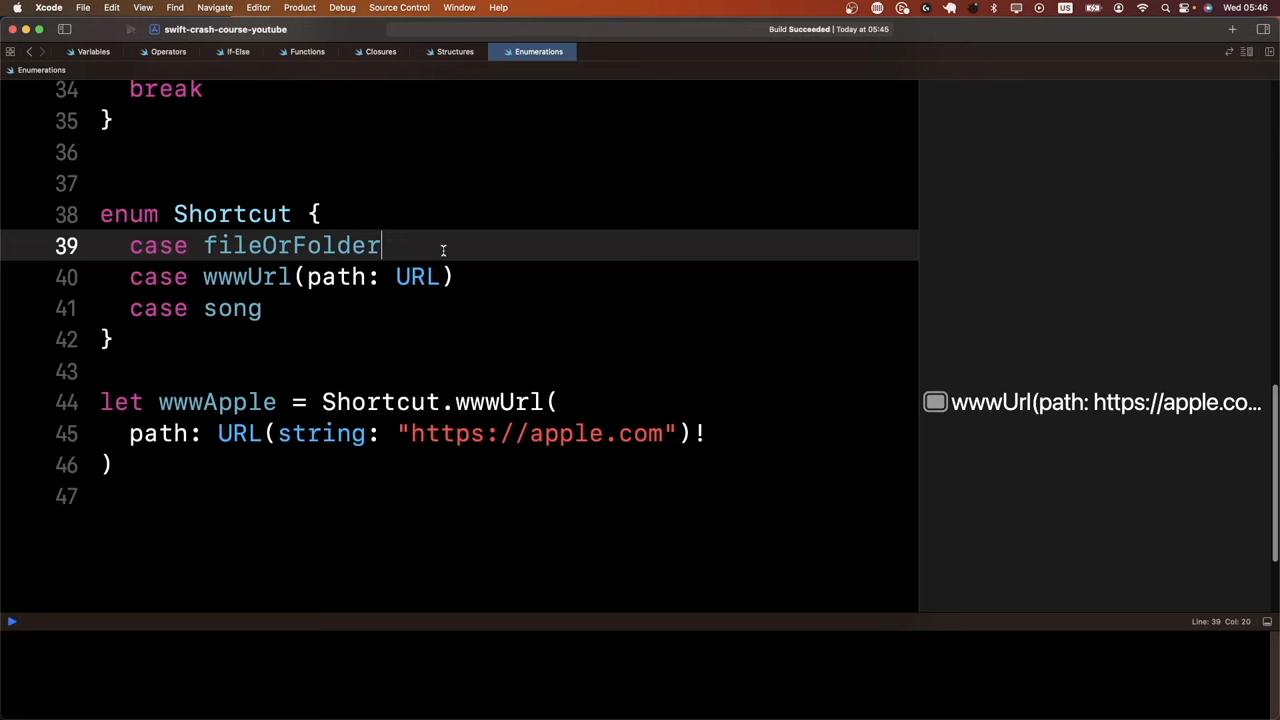 Xcode File Edit View Find Navigate Editor Product Debug Source Control Window Help US Wed 05:46
swift-crash-course-youtube Build Succeeded | Today at 05:45
Variables Operators If-Else Functions Closures Structures Enumerations
Enumerations
34 break
35 }
36
37
38 enum Shortcut {
39 case fileOrFolder
40 case wwwUrl(path: URL)
41 case song
42 }
43
44 let wwwApple = Shortcut.wwwUrl( wwwUrl(path: https://apple.co...
45 path: URL(string: "https://apple.com")!
46 )
47
Line: 39 Col: 20